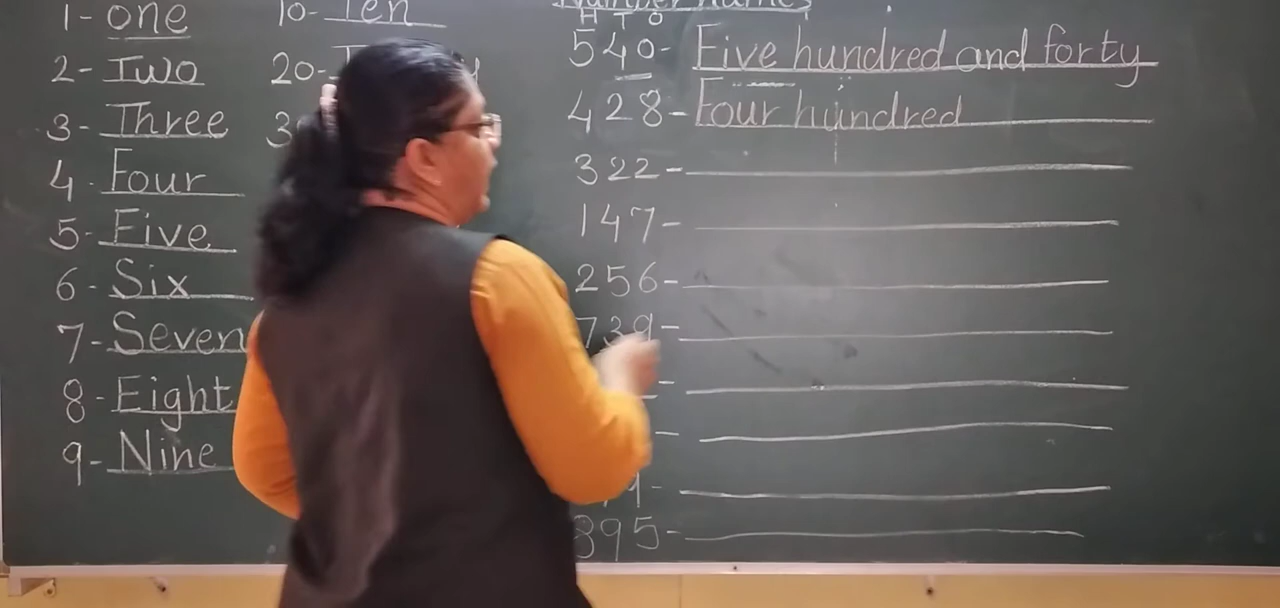 1- one
2- Two
3- Three
4- Four
5- Five
6- Six
7- Seven
8- Eight
9- Nine
10- Ten
20-
Number names
H T O
540- Five hundred and forty
428- Four hundred
322-
147-
256-
739-
895-